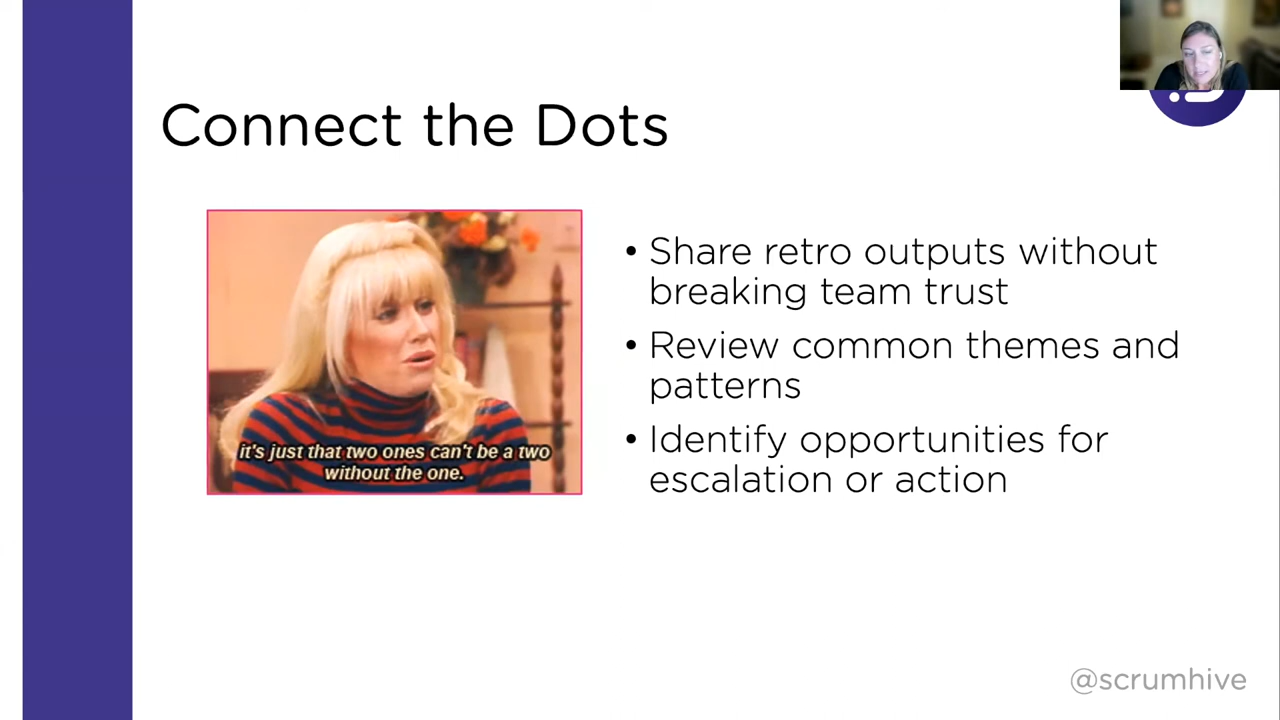 Connect the Dots
it's just that two ones can't be a two
without the one.
• Share retro outputs without
breaking team trust
• Review common themes and
patterns
• Identify opportunities for
escalation or action
@scrumhive